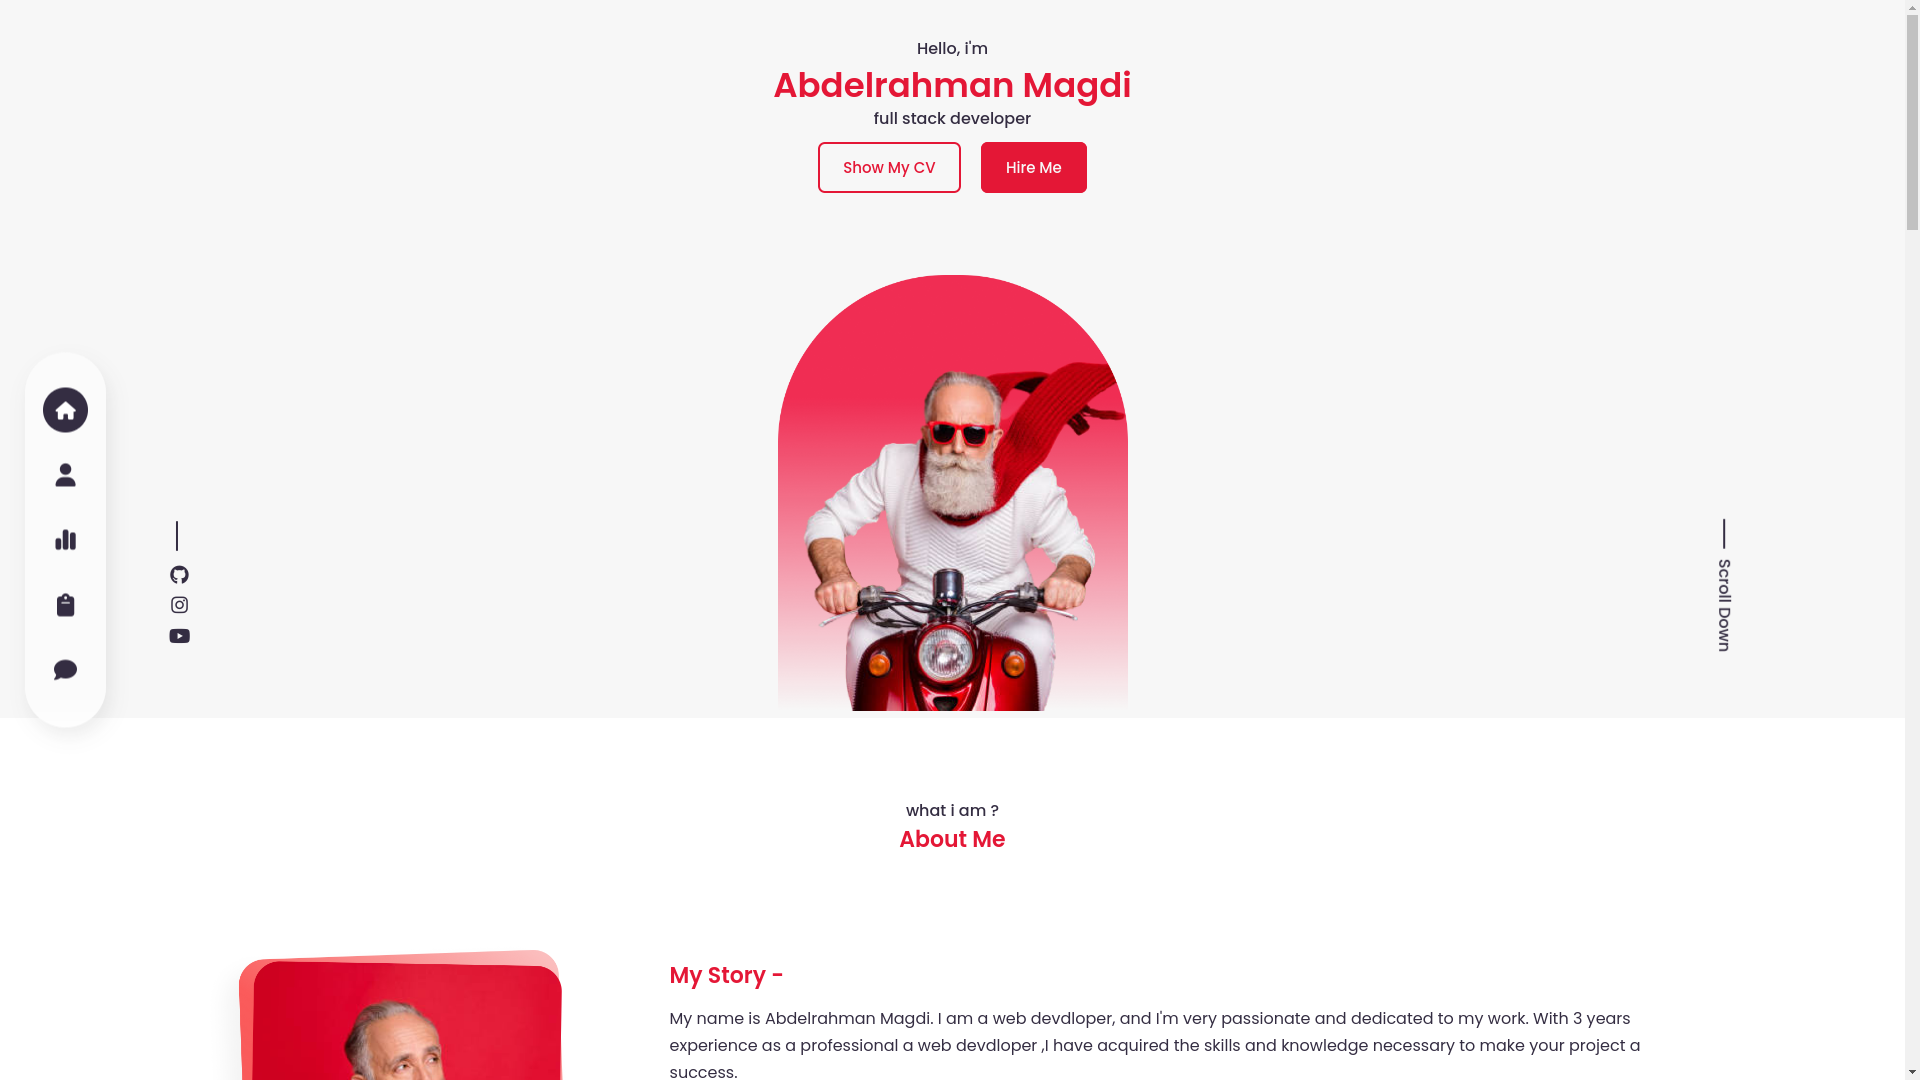 Hello, i'm
Abdelrahman Magdi
full stack developer
Show My CV
Hire Me
Scroll Down
what i am ?
About Me
My Story -
My name is Abdelrahman Magdi. I am a web devdloper, and I'm very passionate and dedicated to my work. With 3 years
experience as a professional a web devdloper ,I have acquired the skills and knowledge necessary to make your project a
success.